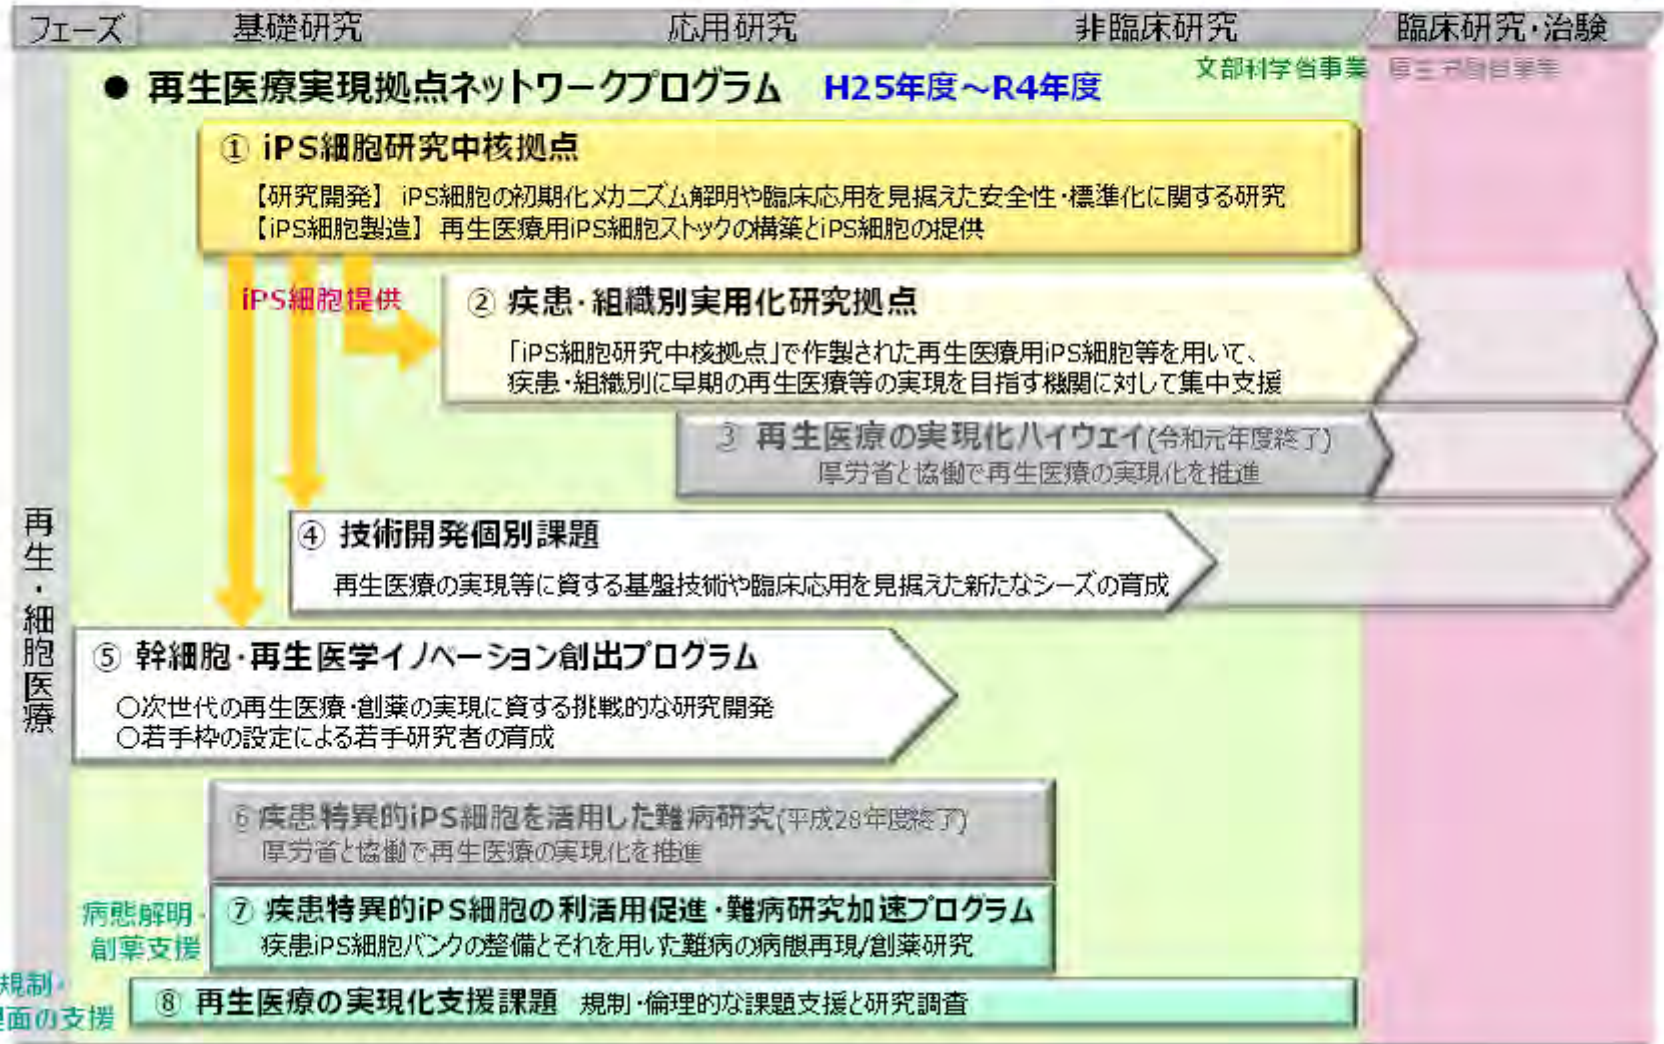 フェーズ 基礎研究 応用研究 非臨床研究 臨床研究・治験
文部科学省事業 厚生労働省事業
● 再生医療実現拠点ネットワークプログラム H25年度～R4年度
① iPS細胞研究中核拠点
【研究開発】 iPS細胞の初期化メカニズム解明や臨床応用を見据えた安全性・標準化に関する研究
【iPS細胞製造】 再生医療用iPS細胞ストックの構築とiPS細胞の提供
iPS細胞提供
② 疾患・組織別実用化研究拠点
「iPS細胞研究中核拠点」で作製された再生医療用iPS細胞等を用いて、
疾患・組織別に早期の再生医療等の実現を目指す機関に対して集中支援
③ 再生医療の実現化ハイウェイ(令和元年度終了)
厚労省と協働で再生医療の実現化を推進
再生・細胞医療
④ 技術開発個別課題
再生医療の実現等に資する基盤技術や臨床応用を見据えた新たなシーズの育成
⑤ 幹細胞・再生医学イノベーション創出プログラム
○次世代の再生医療・創薬の実現に資する挑戦的な研究開発
○若手枠の設定による若手研究者の育成
⑥ 疾患特異的iPS細胞を活用した難病研究(平成28年度終了)
厚労省と協働で再生医療の実現化を推進
病態解明・
創薬支援
⑦ 疾患特異的iPS細胞の利活用促進・難病研究加速プログラム
疾患iPS細胞バンクの整備とそれを用いた難病の病態再現/創薬研究
規制・
理面の支援
⑧ 再生医療の実現化支援課題 規制・倫理的な課題支援と研究調査